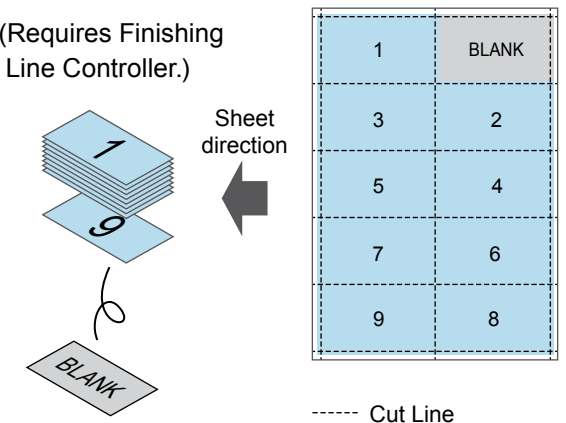 (Requires Finishing
Line Controller.)
1
9
BLANK
Sheet
direction
1 BLANK
3 2
5 4
7 6
9 8
Cut Line